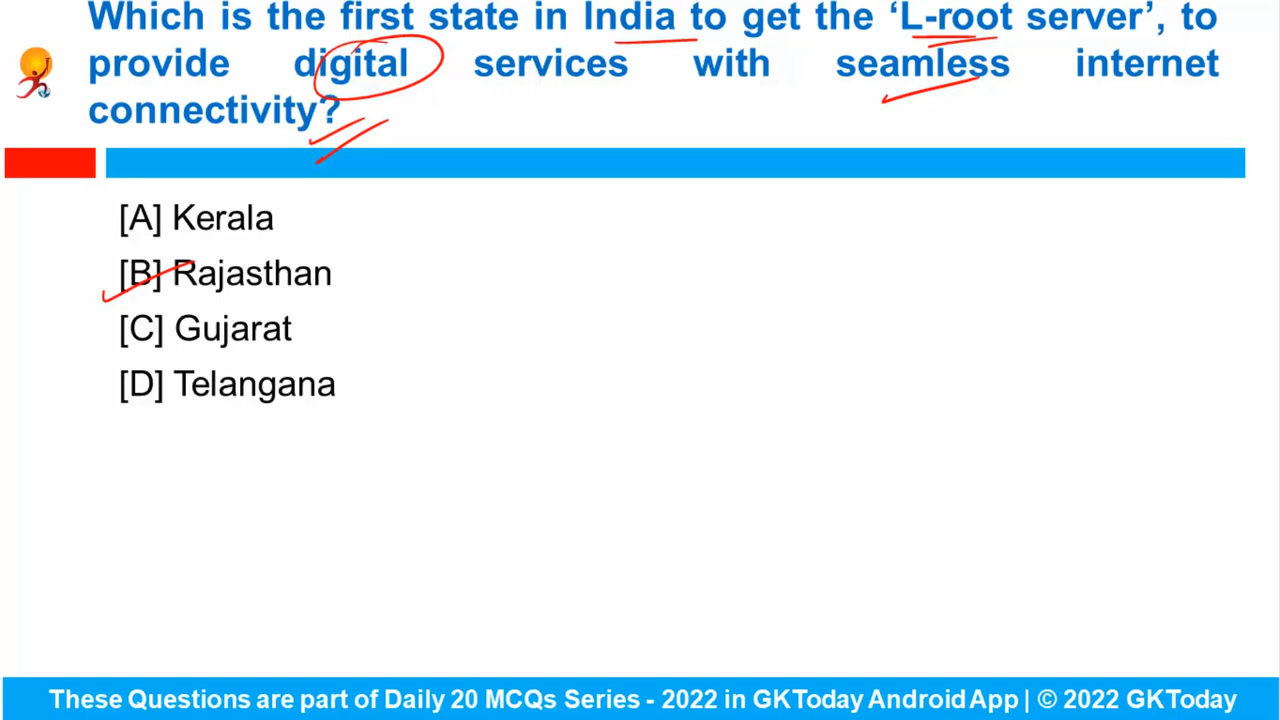 Which is the first state in India to get the ‘L-root server’, to
provide digital services with seamless internet
connectivity?
[A] Kerala
[B] Rajasthan
[C] Gujarat
[D] Telangana
These Questions are part of Daily 20 MCQs Series - 2022 in GKToday Android App | © 2022 GKToday